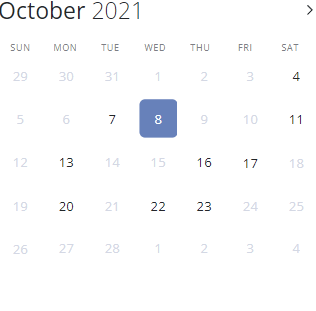 October 2021
SUN MON TUE WED THU FRI SAT
29 30 31 1 2 3 4
5 6 7 8 9 10 11
12 13 14 15 16 17 18
19 20 21 22 23 24 25
26 27 28 1 2 3 4